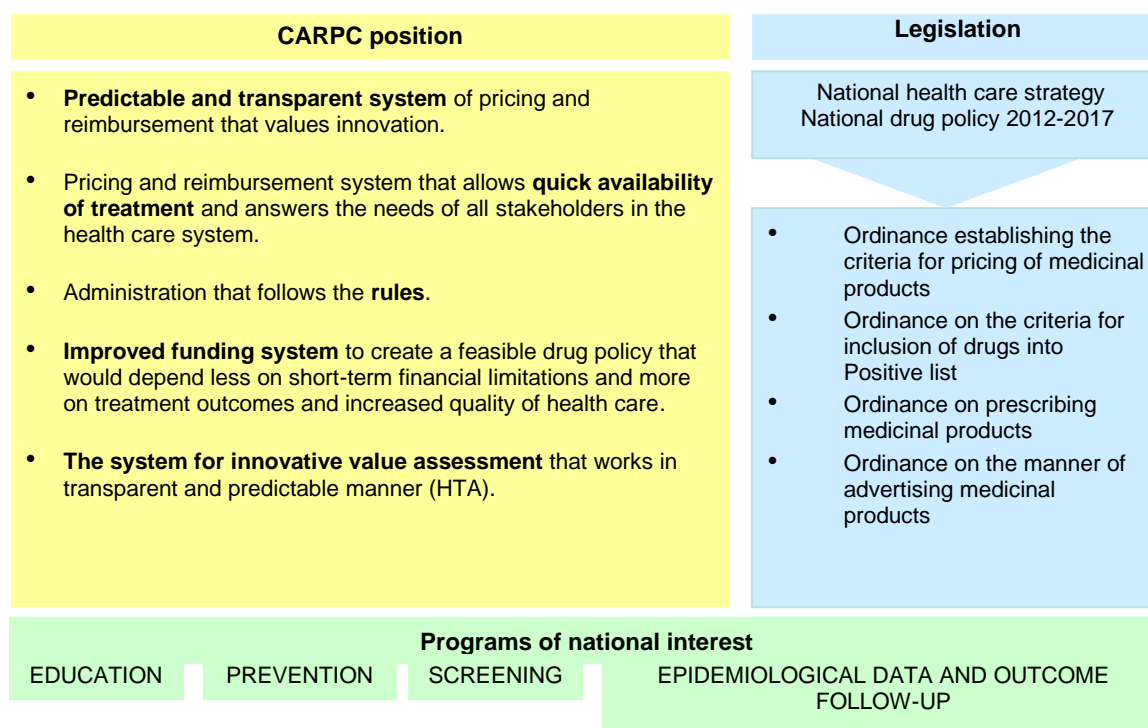 CARPC position
• Predictable and transparent system of pricing and
reimbursement that values innovation.
• Pricing and reimbursement system that allows quick availability
of treatment and answers the needs of all stakeholders in the
health care system.
• Administration that follows the rules.
• Improved funding system to create a feasible drug policy that
would depend less on short-term financial limitations and more
on treatment outcomes and increased quality of health care.
• The system for innovative value assessment that works in
transparent and predictable manner (HTA).
Legislation
National health care strategy
National drug policy 2012-2017
• Ordinance establishing the
criteria for pricing of medicinal
products
• Ordinance on the criteria for
inclusion of drugs into
Positive list
• Ordinance on prescribing
medicinal products
• Ordinance on the manner of
advertising medicinal
products
Programs of national interest
EDUCATION
PREVENTION
SCREENING
EPIDEMIOLOGICAL DATA AND OUTCOME
FOLLOW-UP